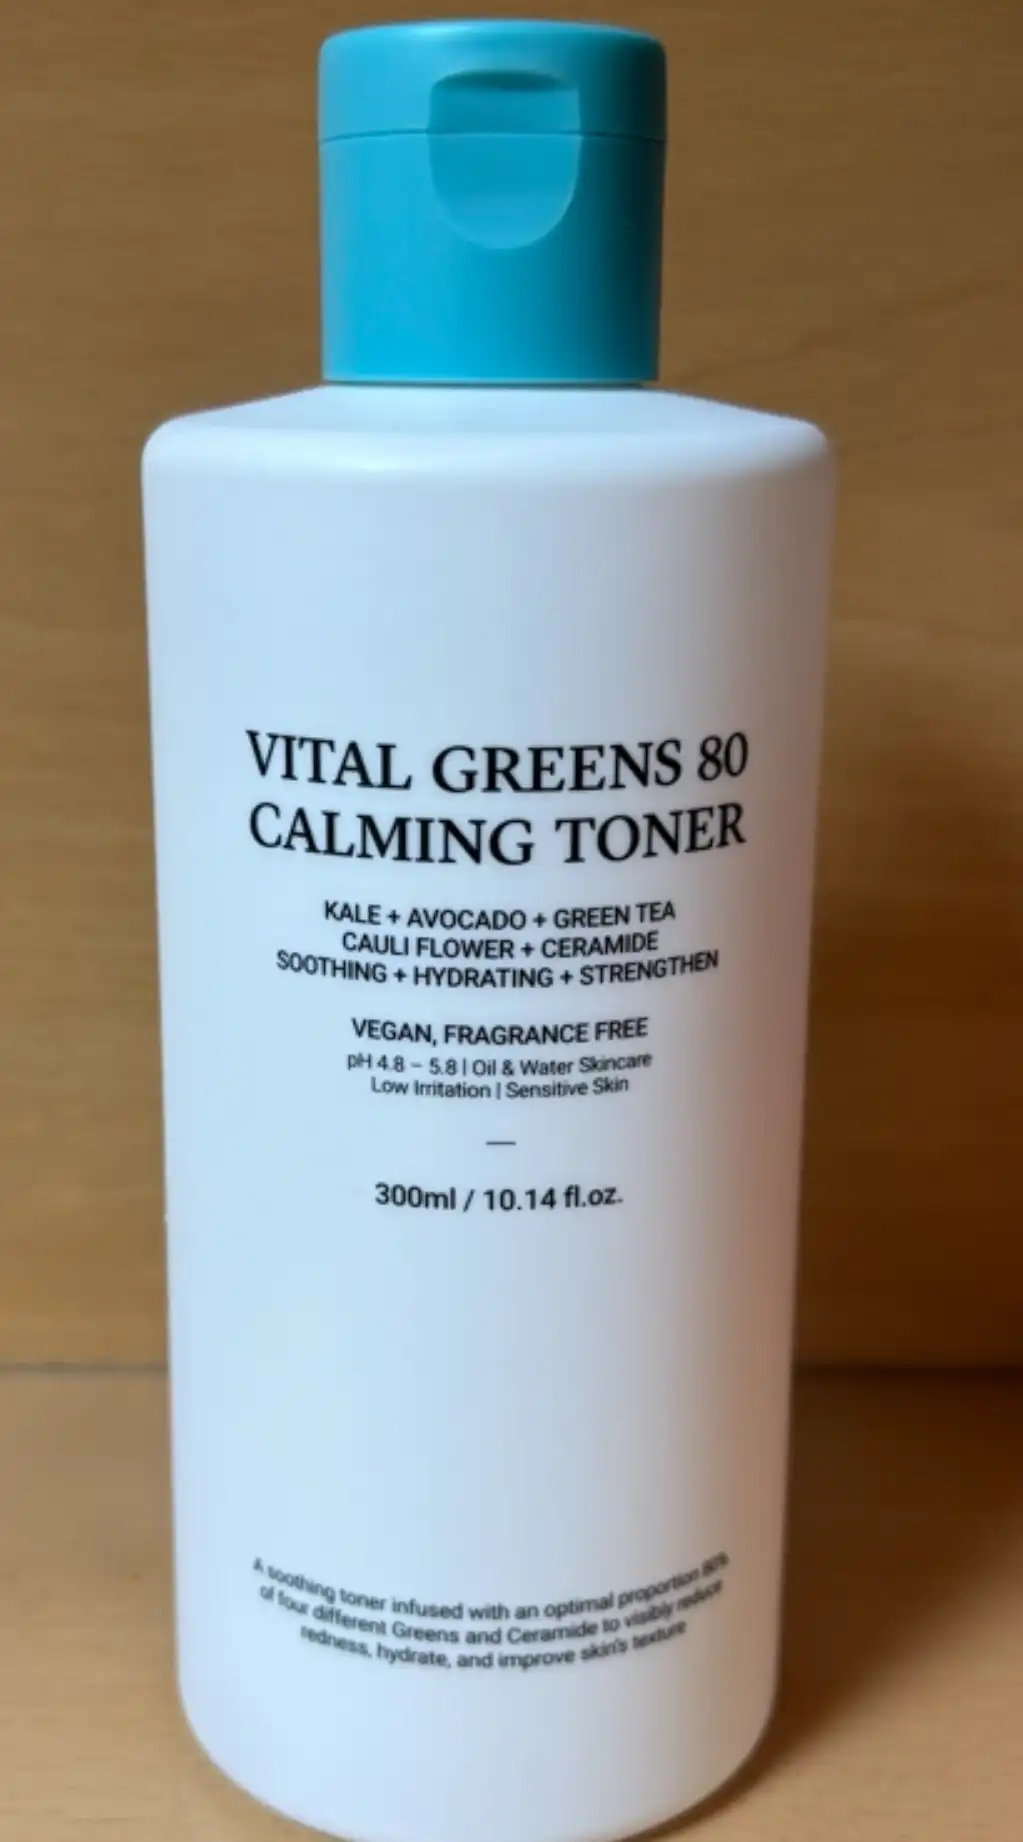 VITAL GREENS 80
CALMING TONER
KALE + AVOCADO + GREEN TEA
CAULI FLOWER + CERAMIDE
SOOTHING + HYDRATING + STRENGTHEN
VEGAN, FRAGRANCE FREE
pH 4.8 – 5.8 | Oil & Water Skincare
Low Irritation | Sensitive Skin
—
300ml / 10.14 fl.oz.
A soothing toner infused with an optimal proportion 80%
of four different Greens and Ceramide to visibly reduce
redness, hydrate, and improve skin's texture